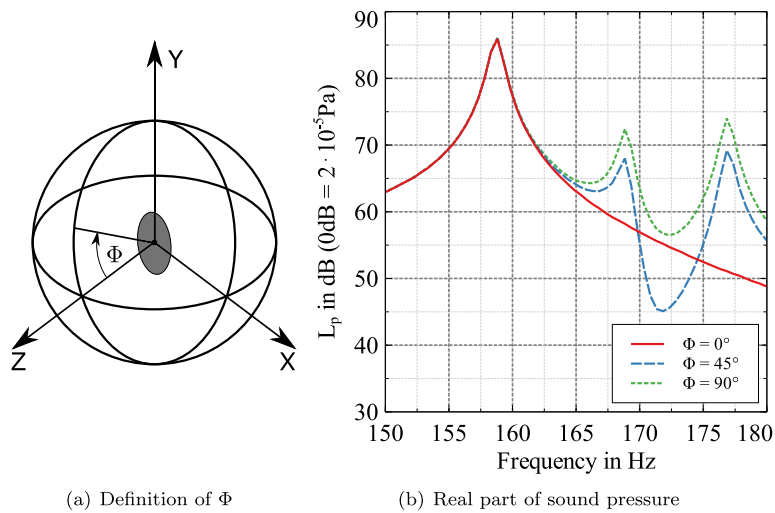 Y
Φ
Z
X
(a) Definition of Φ
L_p in dB (0dB = 2 · 10^-5Pa)
90
80
70
60
50
40
30
150
155
160
165
170
175
180
Frequency in Hz
Φ = 0°
Φ = 45°
Φ = 90°
(b) Real part of sound pressure